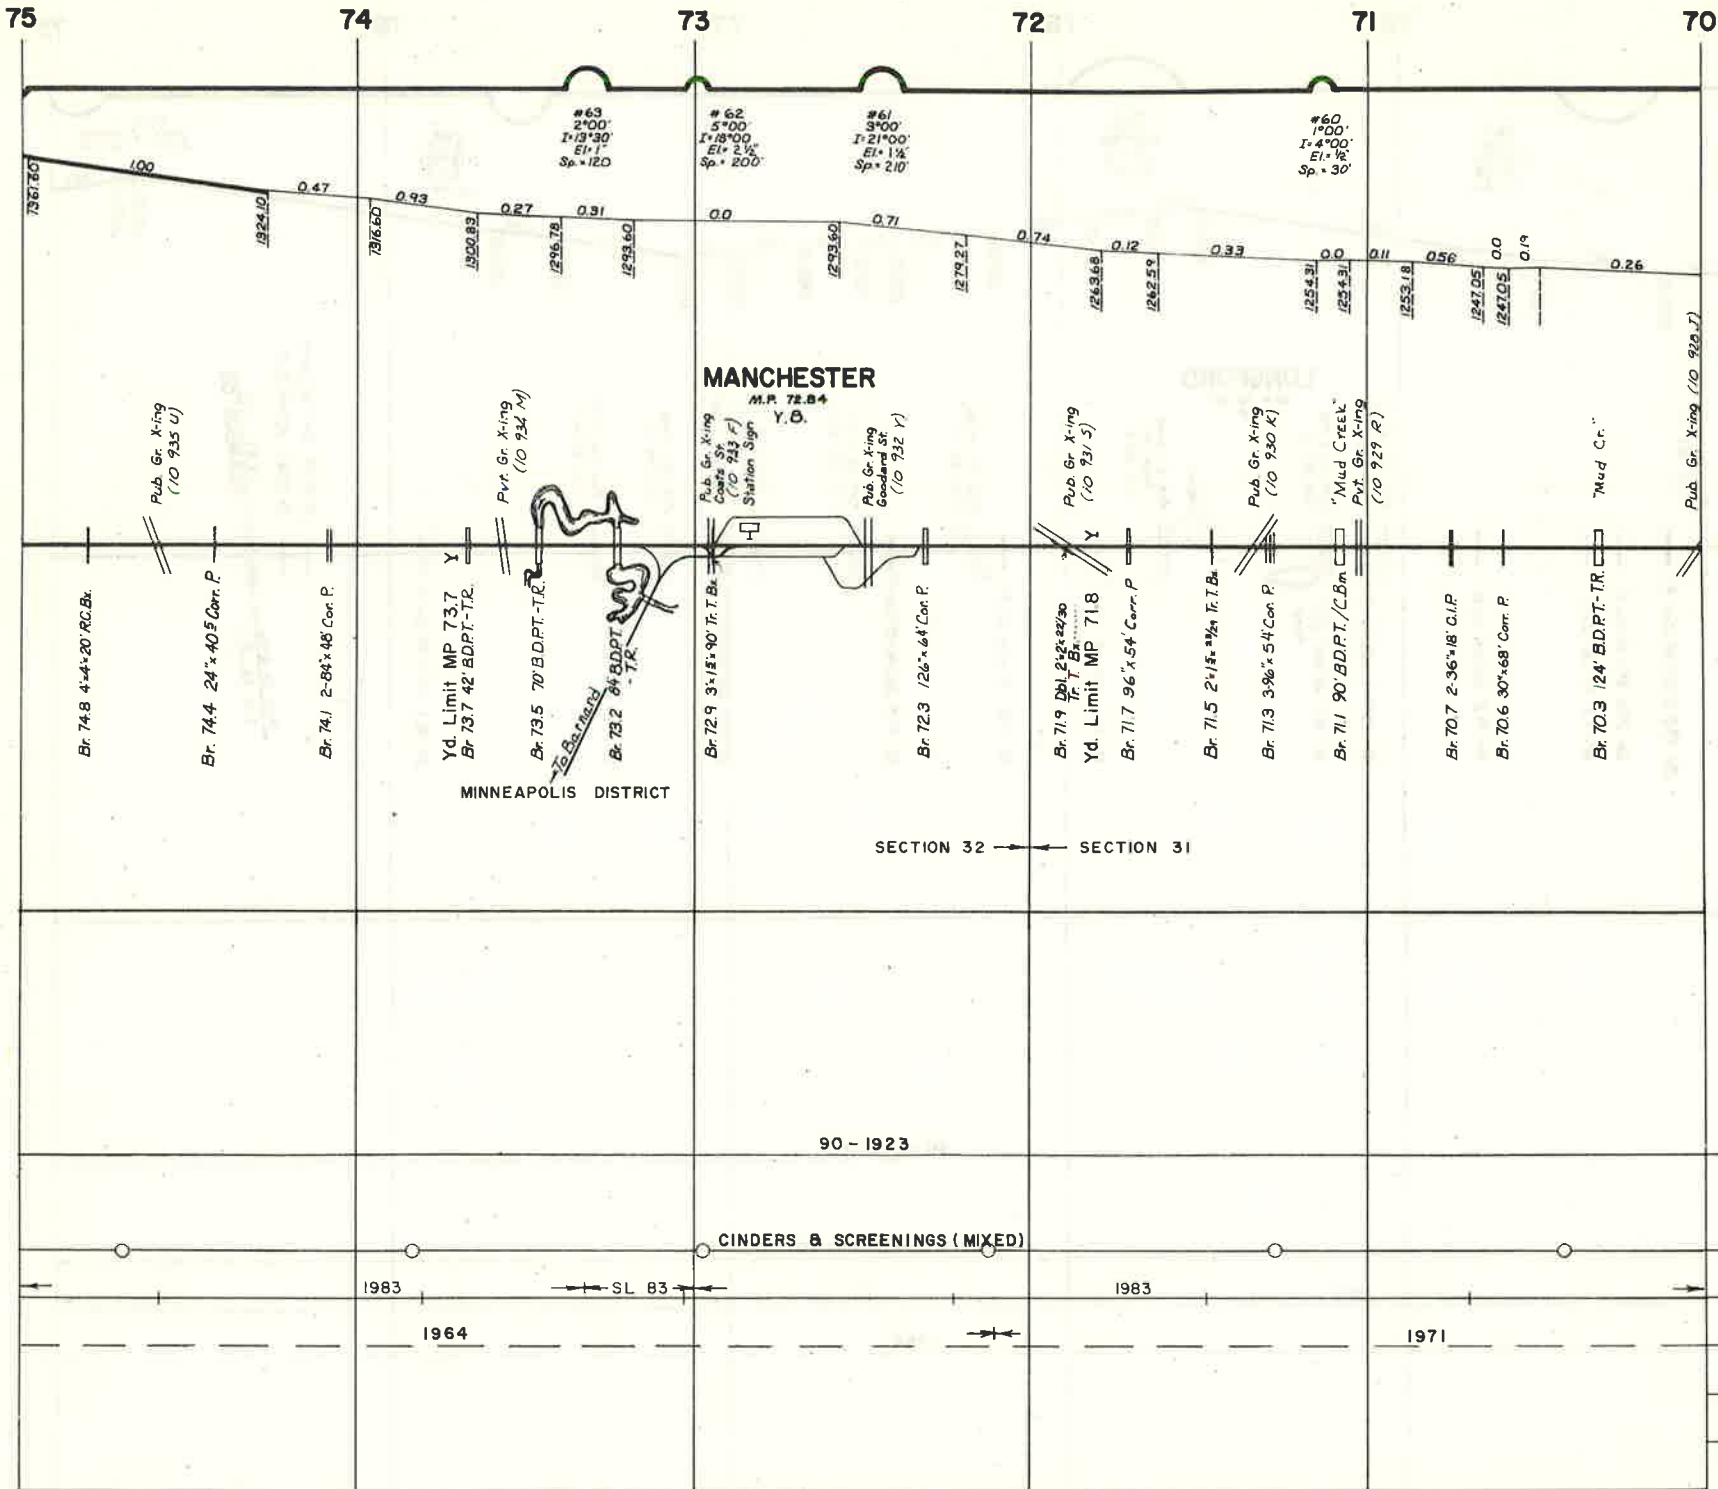 75 74 73 72 71 70
#63
2°00'
I=13°30'
El= 1"
Sp.=120
# 62
5°00'
I=18°00'
El= 2½"
Sp.= 200'
#61
3°00'
I=21°00'
El= 1½"
Sp.= 210'
#60
1°00'
I=4°00'
El= ½"
Sp.= 30'
1.00 0.47 0.93 0.27 0.31 0.0 0.71 0.74 0.12 0.33 0.0 0.11 0.56 0.0 0.19 0.26
1361.60
1324.10
1316.60
1300.83
1296.78
1293.60
1293.60
1279.27
1263.68
1262.59
1254.31
1254.31
1253.18
1247.05
1247.05
MANCHESTER
M.P. 72.84
Y.B.
Pub. Gr. X-ing
(10 935 U)
Pvt. Gr. X-ing
(10 934 M)
Pub. Gr. X-ing
Coats St.
(10 933 F)
Station Sign
Pub. Gr. X-ing
Goodard St.
(10 932 Y)
Pub. Gr X-ing
(10 931 S)
Pub. Gr. X-ing
(10 930 K)
"Mud Creek"
Pvt. Gr. X-ing
(10 929 R)
"Mud Cr."
Pub. Gr. X-ing (10 928 J)
Y
Y
Br. 74.8 4'x4'x20' R.C.Bx.
Br. 74.4 24"x40⁵ Corr. P.
Br. 74.1 2-84"x48' Cor. P.
Yd. Limit MP 73.7
Br 73.7 42' B.D.P.T.-T.R.
Br. 73.5 70' B.D.P.T.-T.R.
Br. 73.2 84' B.D.P.T.
-T.R.
To Barnard
Br. 72.9 3'x1⁵x90' Tr. T. Bx.
Br. 72.3 126"x64' Cor. P.
Br. 71.9 Dbl. 2'x2'x22/30
Tr. T. Bx.
Yd. Limit MP 71.8
Br. 71.7 96"x54' Corr. P
Br. 71.5 2'x1⁵x Tr. T. Bx.
Br. 71.3 3-96"x54' Cor. P.
Br. 71.1 90' B.D.P.T./C.Bm
Br. 70.7 2-36"x18' C.I.P.
Br. 70.6 30"x68' Corr. P.
Br. 70.3 124' B.D.P.T.-T.R.
MINNEAPOLIS DISTRICT
SECTION 32 SECTION 31
90-1923
CINDERS & SCREENINGS (MIXED)
1983 SL 83 1983
1964 1971